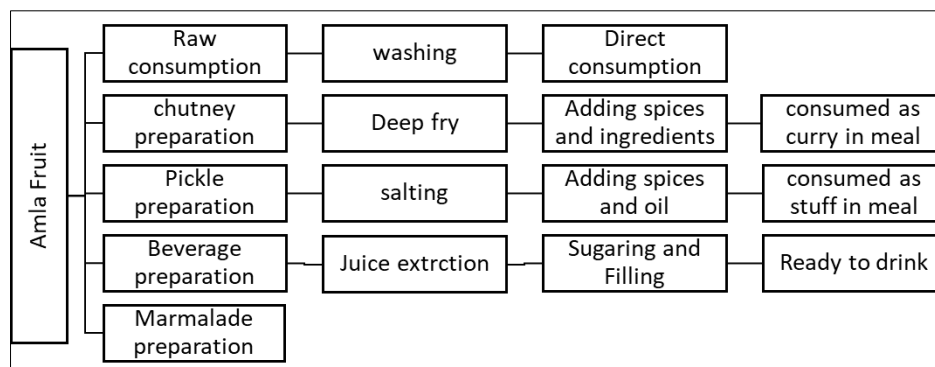 Amla Fruit
Raw
consumption
washing
Direct
consumption
chutney
preparation
Deep fry
Adding spices
and ingredients
consumed as
curry in meal
Pickle
preparation
salting
Adding spices
and oil
consumed as
stuff in meal
Beverage
preparation
Juice extrction
Sugaring and
Filling
Ready to drink
Marmalade
preparation